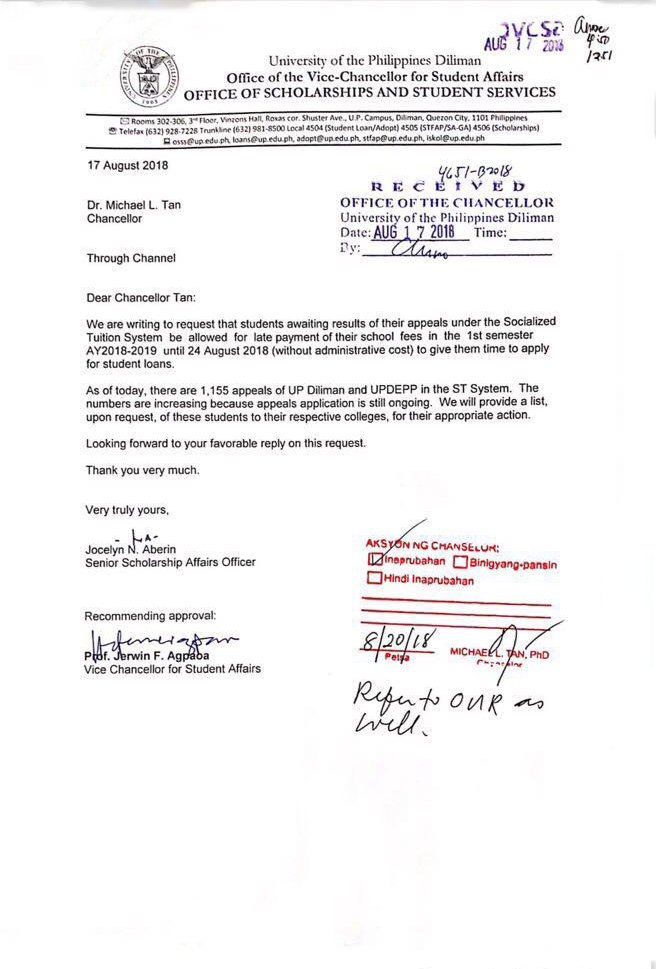 OVCSA
AUG 17 2018
4:50
/251
University of the Philippines Diliman
Office of the Vice-Chancellor for Student Affairs
OFFICE OF SCHOLARSHIPS AND STUDENT SERVICES
Rooms 302-306, 3rd Floor, Vinzons Hall, Roxas cor. Shuster Ave., U.P. Campus, Diliman, Quezon City, 1101 Philippines
Telefax (632) 928-7228 Trunkline (632) 981-8500 Local 4504 (Student Loan/Adopt) 4505 (STFAP/SA-GA) 4506 (Scholarships)
osss@up.edu.ph, loans@up.edu.ph, adopt@up.edu.ph, stfap@up.edu.ph, iskol@up.edu.ph
17 August 2018
4651-B2018
RECEIVED
OFFICE OF THE CHANCELLOR
University of the Philippines Diliman
Date: AUG 17 2018 Time:
By:
Dr. Michael L. Tan
Chancellor
Through Channel
Dear Chancellor Tan:
We are writing to request that students awaiting results of their appeals under the Socialized
Tuition System be allowed for late payment of their school fees in the 1st semester
AY2018-2019 until 24 August 2018 (without administrative cost) to give them time to apply
for student loans.
As of today, there are 1,155 appeals of UP Diliman and UPDEPP in the ST System. The
numbers are increasing because appeals application is still ongoing. We will provide a list,
upon request, of these students to their respective colleges, for their appropriate action.
Looking forward to your favorable reply on this request.
Thank you very much.
Very truly yours,
Jocelyn N. Aberin
Senior Scholarship Affairs Officer
AKSYON NG CHANSELOR:
Inaprubahan Binigyang-pansin
Hindi Inaprubahan
8/20/18
Petsa
MICHAEL L. TAN, PhD
Chancellor
Recommending approval:
Prof. Jerwin F. Agpaba
Vice Chancellor for Student Affairs
Refer to OUR as
well.